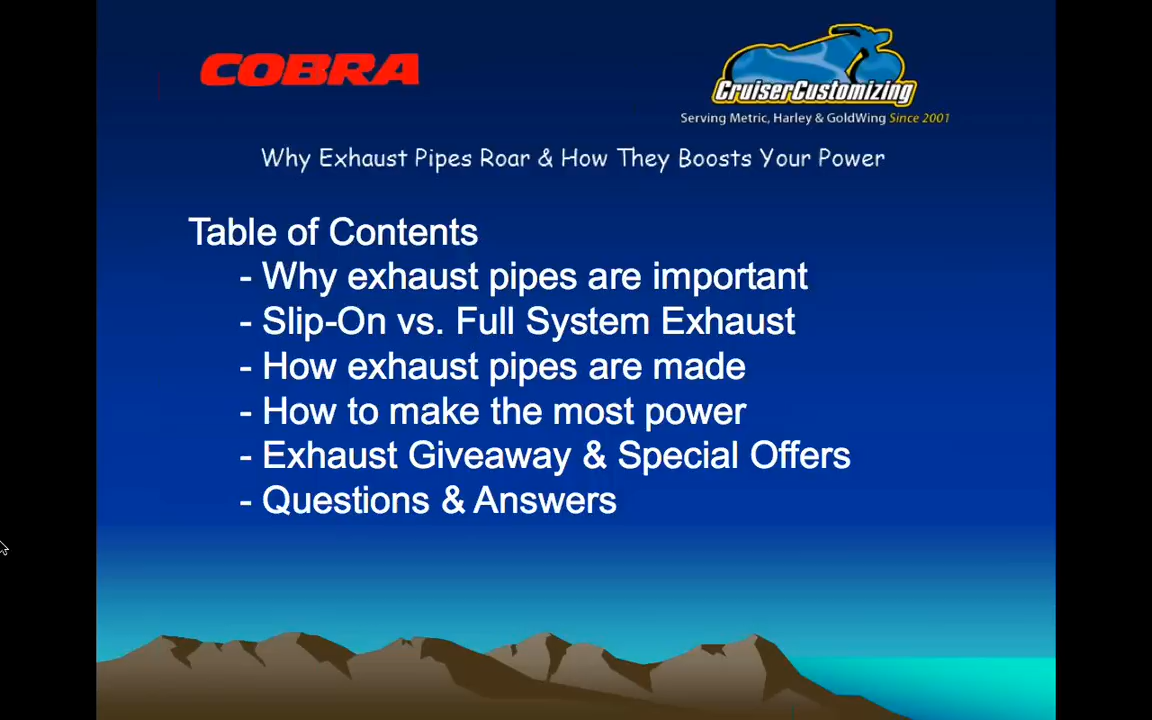 COBRA
CruiserCustomizing
Serving Metric, Harley & GoldWing Since 2001
Why Exhaust Pipes Roar & How They Boosts Your Power
Table of Contents
- Why exhaust pipes are important
- Slip-On vs. Full System Exhaust
- How exhaust pipes are made
- How to make the most power
- Exhaust Giveaway & Special Offers
- Questions & Answers